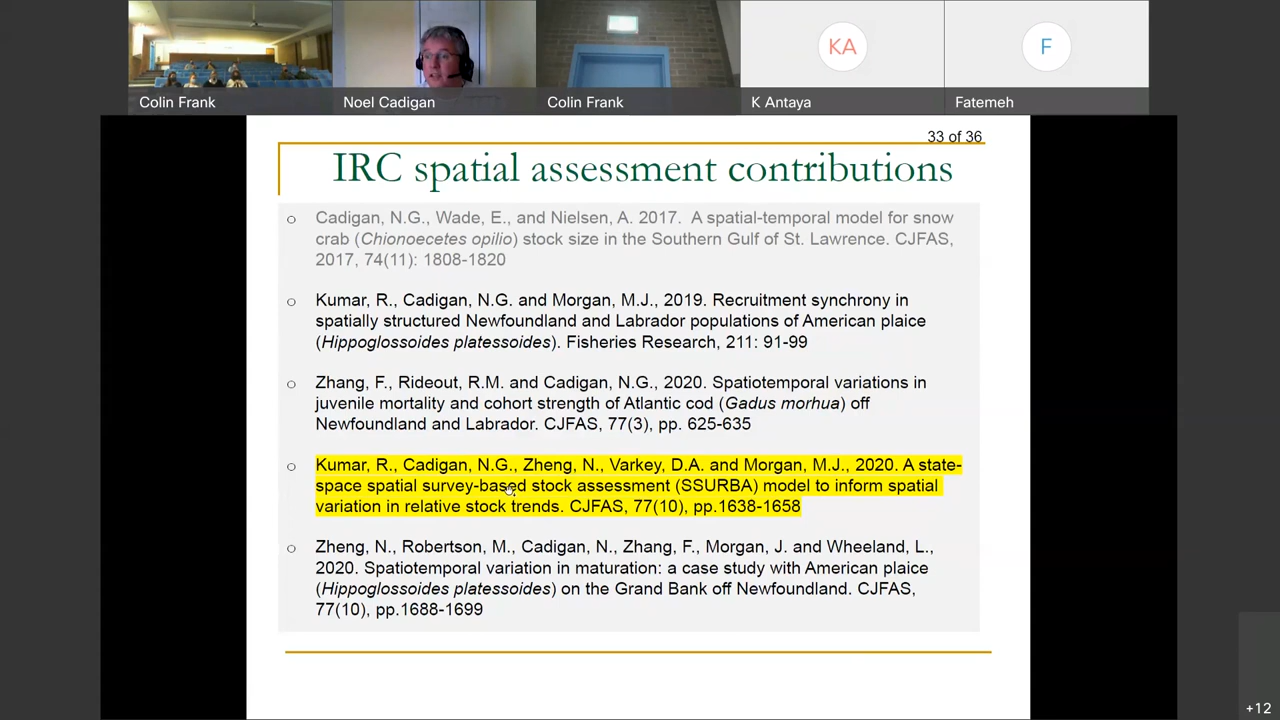 Colin Frank
Noel Cadigan
Colin Frank
KA
K Antaya
F
Fatemeh
33 of 36
IRC spatial assessment contributions
Cadigan, N.G., Wade, E., and Nielsen, A. 2017. A spatial-temporal model for snow
crab (Chionoecetes opilio) stock size in the Southern Gulf of St. Lawrence. CJFAS,
2017, 74(11): 1808-1820
Kumar, R., Cadigan, N.G. and Morgan, M.J., 2019. Recruitment synchrony in
spatially structured Newfoundland and Labrador populations of American plaice
(Hippoglossoides platessoides). Fisheries Research, 211: 91-99
Zhang, F., Rideout, R.M. and Cadigan, N.G., 2020. Spatiotemporal variations in
juvenile mortality and cohort strength of Atlantic cod (Gadus morhua) off
Newfoundland and Labrador. CJFAS, 77(3), pp. 625-635
Kumar, R., Cadigan, N.G., Zheng, N., Varkey, D.A. and Morgan, M.J., 2020. A state-
space spatial survey-based stock assessment (SSURBA) model to inform spatial
variation in relative stock trends. CJFAS, 77(10), pp.1638-1658
Zheng, N., Robertson, M., Cadigan, N., Zhang, F., Morgan, J. and Wheeland, L.,
2020. Spatiotemporal variation in maturation: a case study with American plaice
(Hippoglossoides platessoides) on the Grand Bank off Newfoundland. CJFAS,
77(10), pp.1688-1699
+12